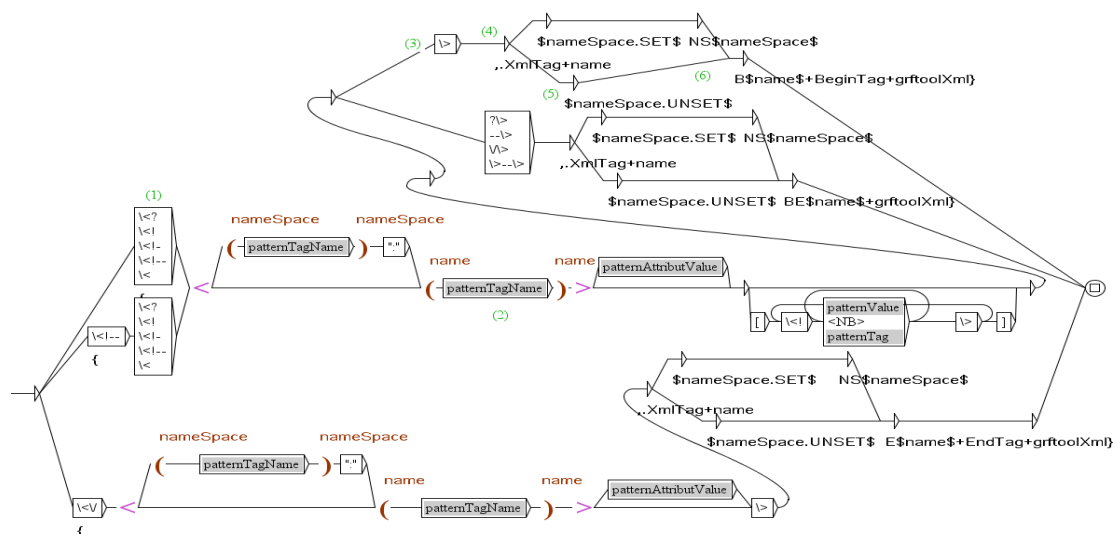 (3)
\>
(4)
$nameSpace.SET$ NS$nameSpace$
,.XmlTag+name
(5)
(6)
B$name$+BeginTag+grftoolXml}
$nameSpace.UNSET$
?\>
--\>
\/\>
\>--\>
$nameSpace.SET$ NS$nameSpace$
,.XmlTag+name
$nameSpace.UNSET$ BE$name$+grftoolXml}
(1)
\<?
\<!
\<!-
\<!--
\<
{
nameSpace nameSpace
( patternTagName ) ":"
<
name name
( patternTagName ) >
(2)
patternAttributValue
[ \<! patternValue
<NB>
patternTag
\> ]
\<!--
{
\<?
\<!
\<!-
\<!--
\<
$nameSpace.SET$ NS$nameSpace$
,.XmlTag+name
$nameSpace.UNSET$ E$name$+EndTag+grftoolXml}
nameSpace nameSpace
( patternTagName ) ":"
\<\/ <
{
name name
( patternTagName ) >
patternAttributValue
\>